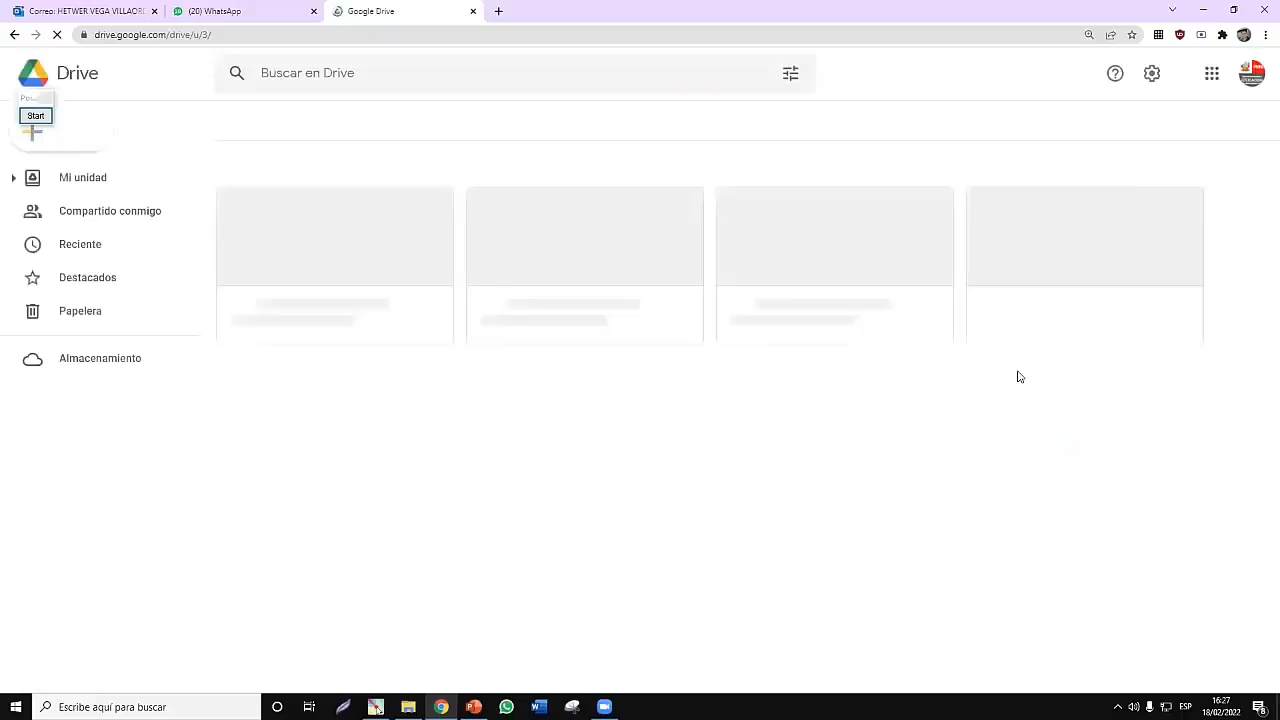 Correo: HETWER VEGA VILLAORE
(20) WhatsApp
Google Drive
drive.google.com/drive/u/3/
Drive
Buscar en Drive
Start
Mi unidad
Compartido conmigo
Reciente
Destacados
Papelera
Almacenamiento
Escribe aquí para buscar
ESP
16:27
18/02/2022